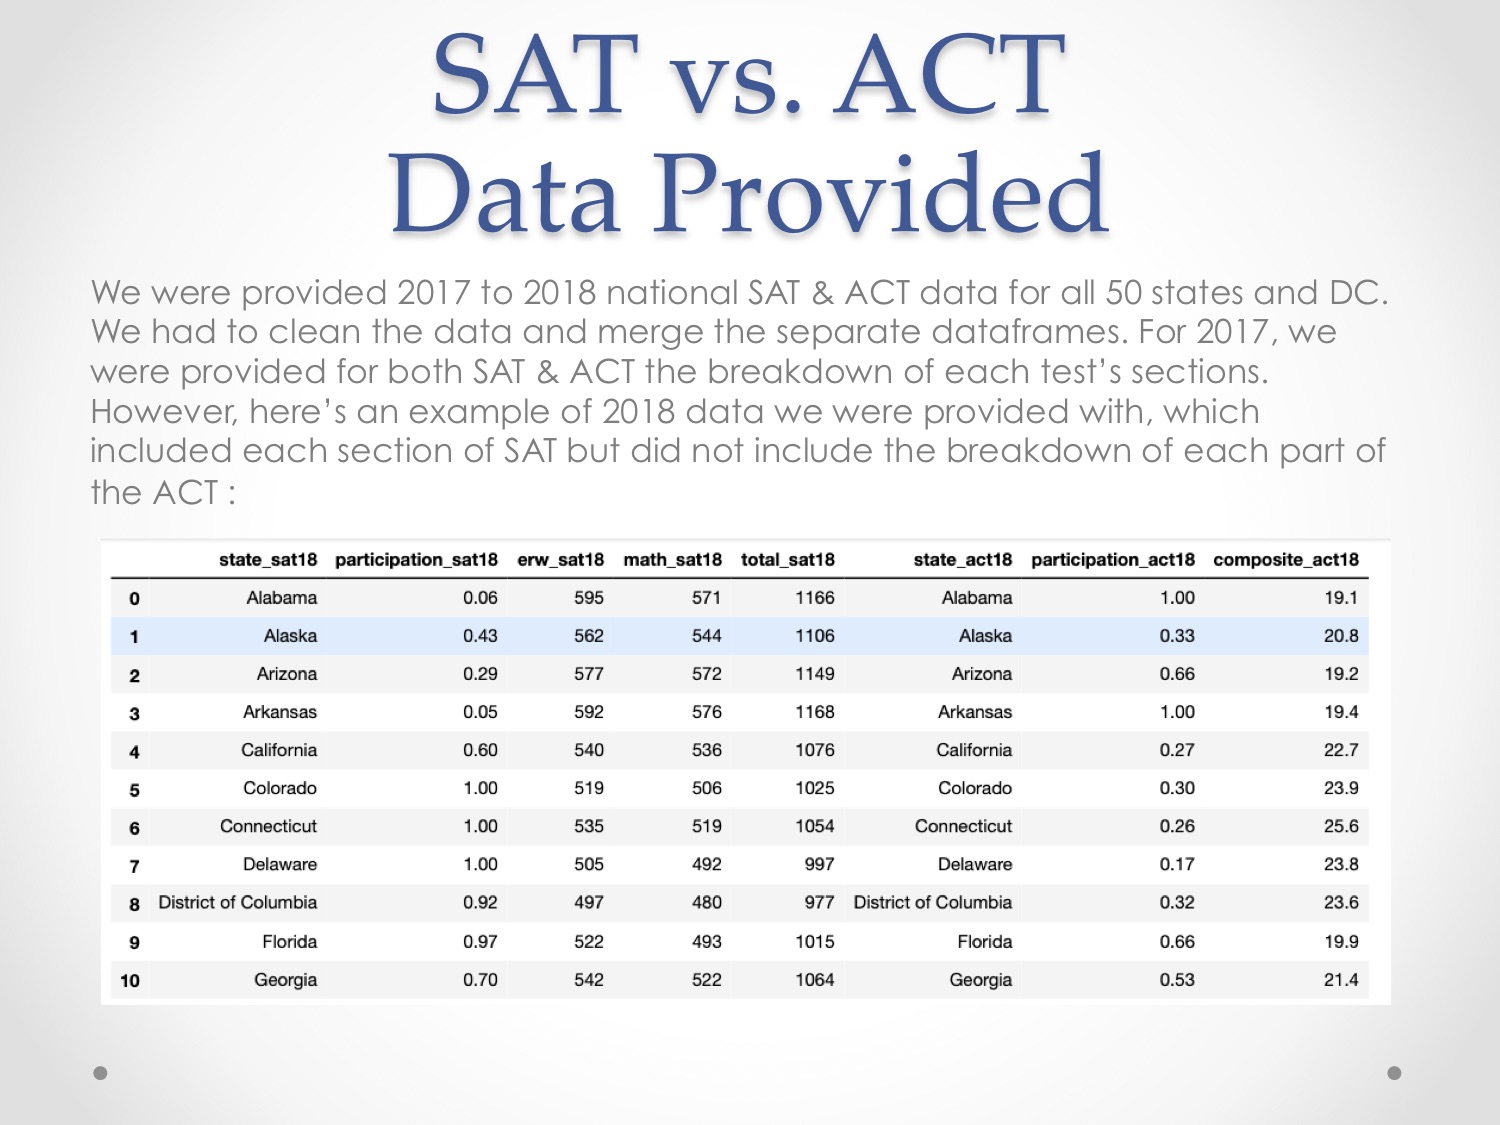 SAT vs. ACT
Data Provided
We were provided 2017 to 2018 national SAT & ACT data for all 50 states and DC.
We had to clean the data and merge the separate dataframes. For 2017, we
were provided for both SAT & ACT the breakdown of each test’s sections.
However, here’s an example of 2018 data we were provided with, which
included each section of SAT but did not include the breakdown of each part of
the ACT :
state_sat18 participation_sat18 erw_sat18 math_sat18 total_sat18 state_act18 participation_act18 composite_act18
0 Alabama 0.06 595 571 1166 Alabama 1.00 19.1
1 Alaska 0.43 562 544 1106 Alaska 0.33 20.8
2 Arizona 0.29 577 572 1149 Arizona 0.66 19.2
3 Arkansas 0.05 592 576 1168 Arkansas 1.00 19.4
4 California 0.60 540 536 1076 California 0.27 22.7
5 Colorado 1.00 519 506 1025 Colorado 0.30 23.9
6 Connecticut 1.00 535 519 1054 Connecticut 0.26 25.6
7 Delaware 1.00 505 492 997 Delaware 0.17 23.8
8 District of Columbia 0.92 497 480 977 District of Columbia 0.32 23.6
9 Florida 0.97 522 493 1015 Florida 0.66 19.9
10 Georgia 0.70 542 522 1064 Georgia 0.53 21.4